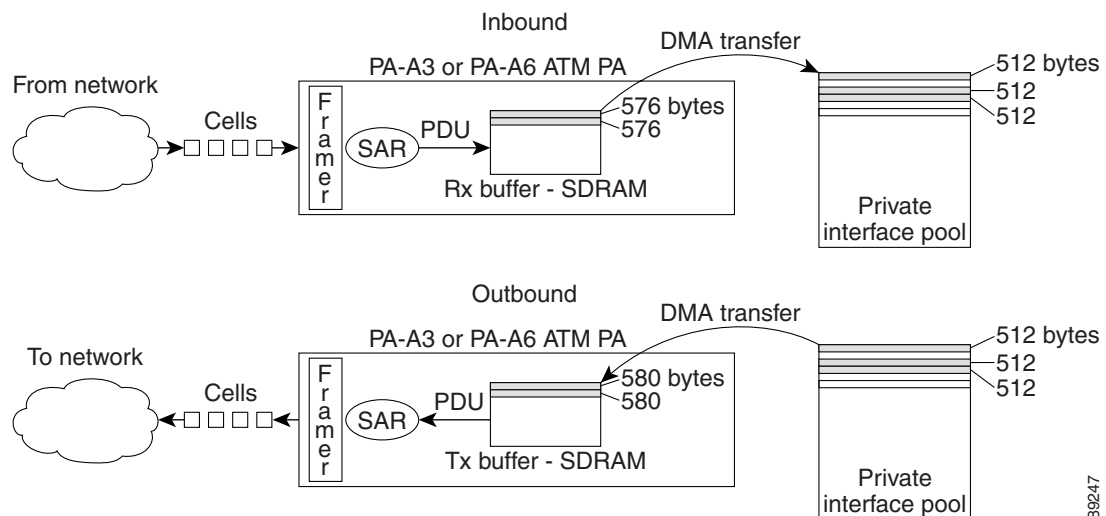 Inbound
DMA transfer
PA-A3 or PA-A6 ATM PA
From network
Cells
Framer
SAR
PDU
576 bytes
576
Rx buffer - SDRAM
512 bytes
512
512
Private
interface pool
Outbound
DMA transfer
PA-A3 or PA-A6 ATM PA
To network
Cells
Framer
SAR
PDU
580 bytes
580
Tx buffer - SDRAM
512 bytes
512
512
Private
interface pool